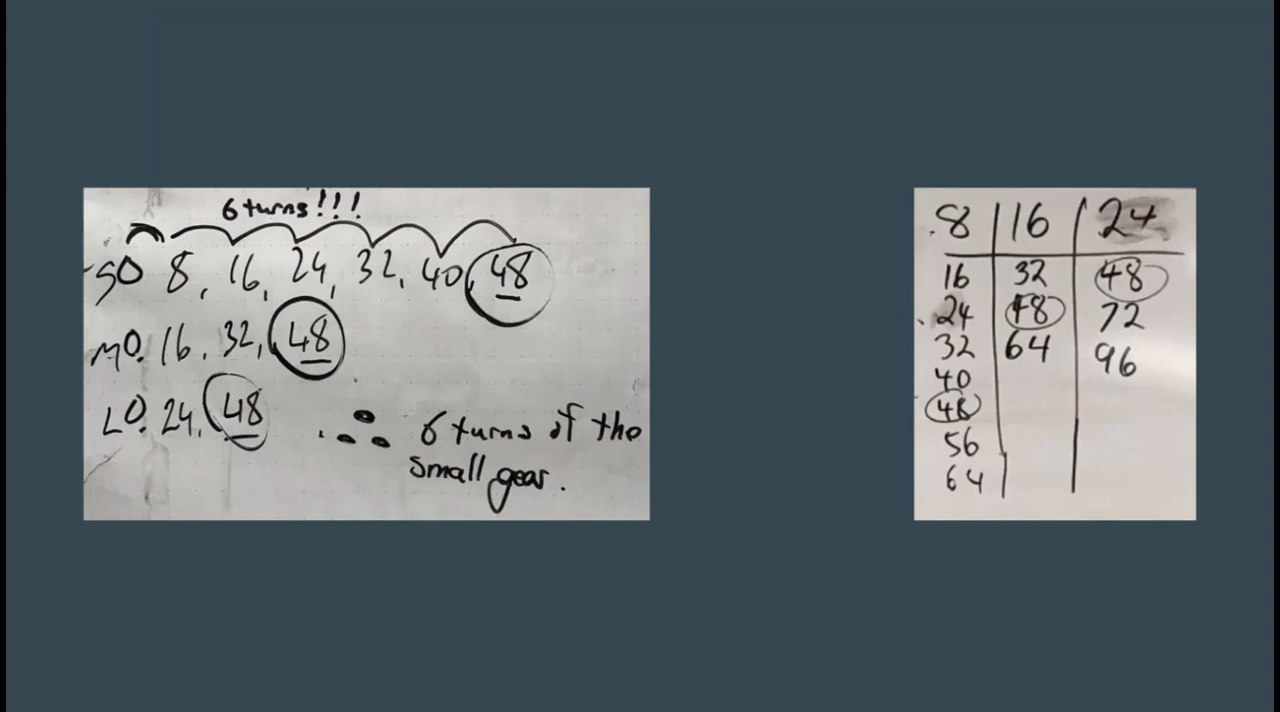 6 turns!!!
SO 8, 16, 24, 32, 40, 48
MO. 16, 32, 48
LO. 24, 48
∴ 6 turns of the
small gear.
8 | 16 | 24
16 32 48
24 48 72
32 64 96
40
48
56
64